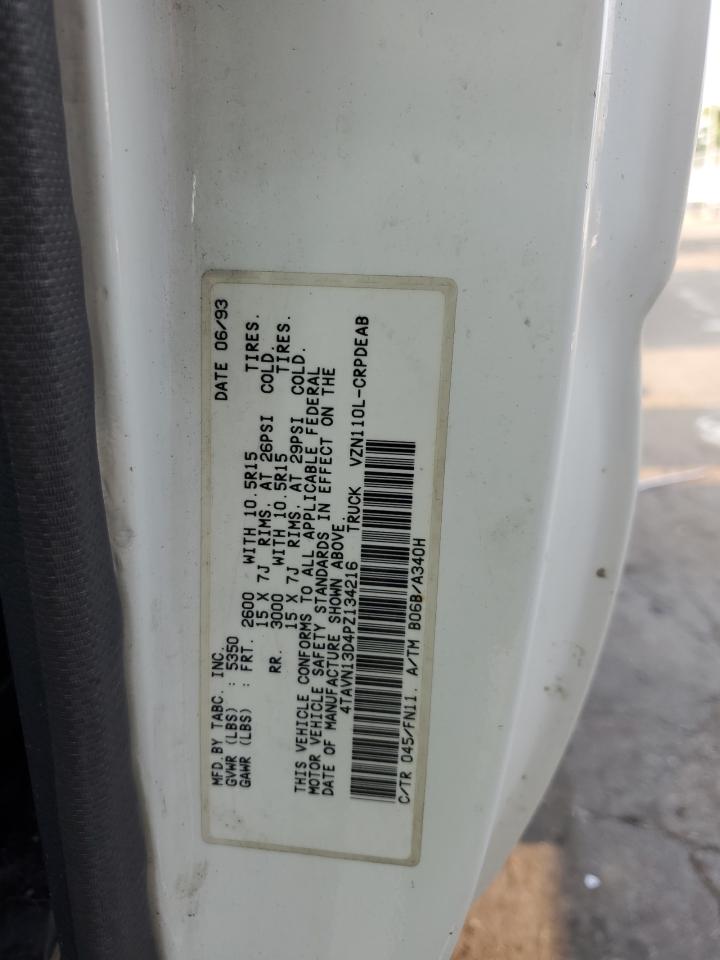 MFD.BY TABC. INC. DATE 06/93
GVWR (LBS) : 5350
GAWR (LBS) : FRT. 2600 WITH 10.5R15 TIRES.
15 X 7J RIMS. AT 26PSI COLD.
RR. 3000 WITH 10.5R15 TIRES.
15 X 7J RIMS. AT 29PSI COLD.
THIS VEHICLE CONFORMS TO ALL APPLICABLE FEDERAL
MOTOR VEHICLE SAFETY STANDARDS IN EFFECT ON THE
DATE OF MANUFACTURE SHOWN ABOVE.
4TAVN13D4PZ134216 TRUCK VZN110L-CRPDEAB
C/TR 045/FN11. A/TM B06B/A340H